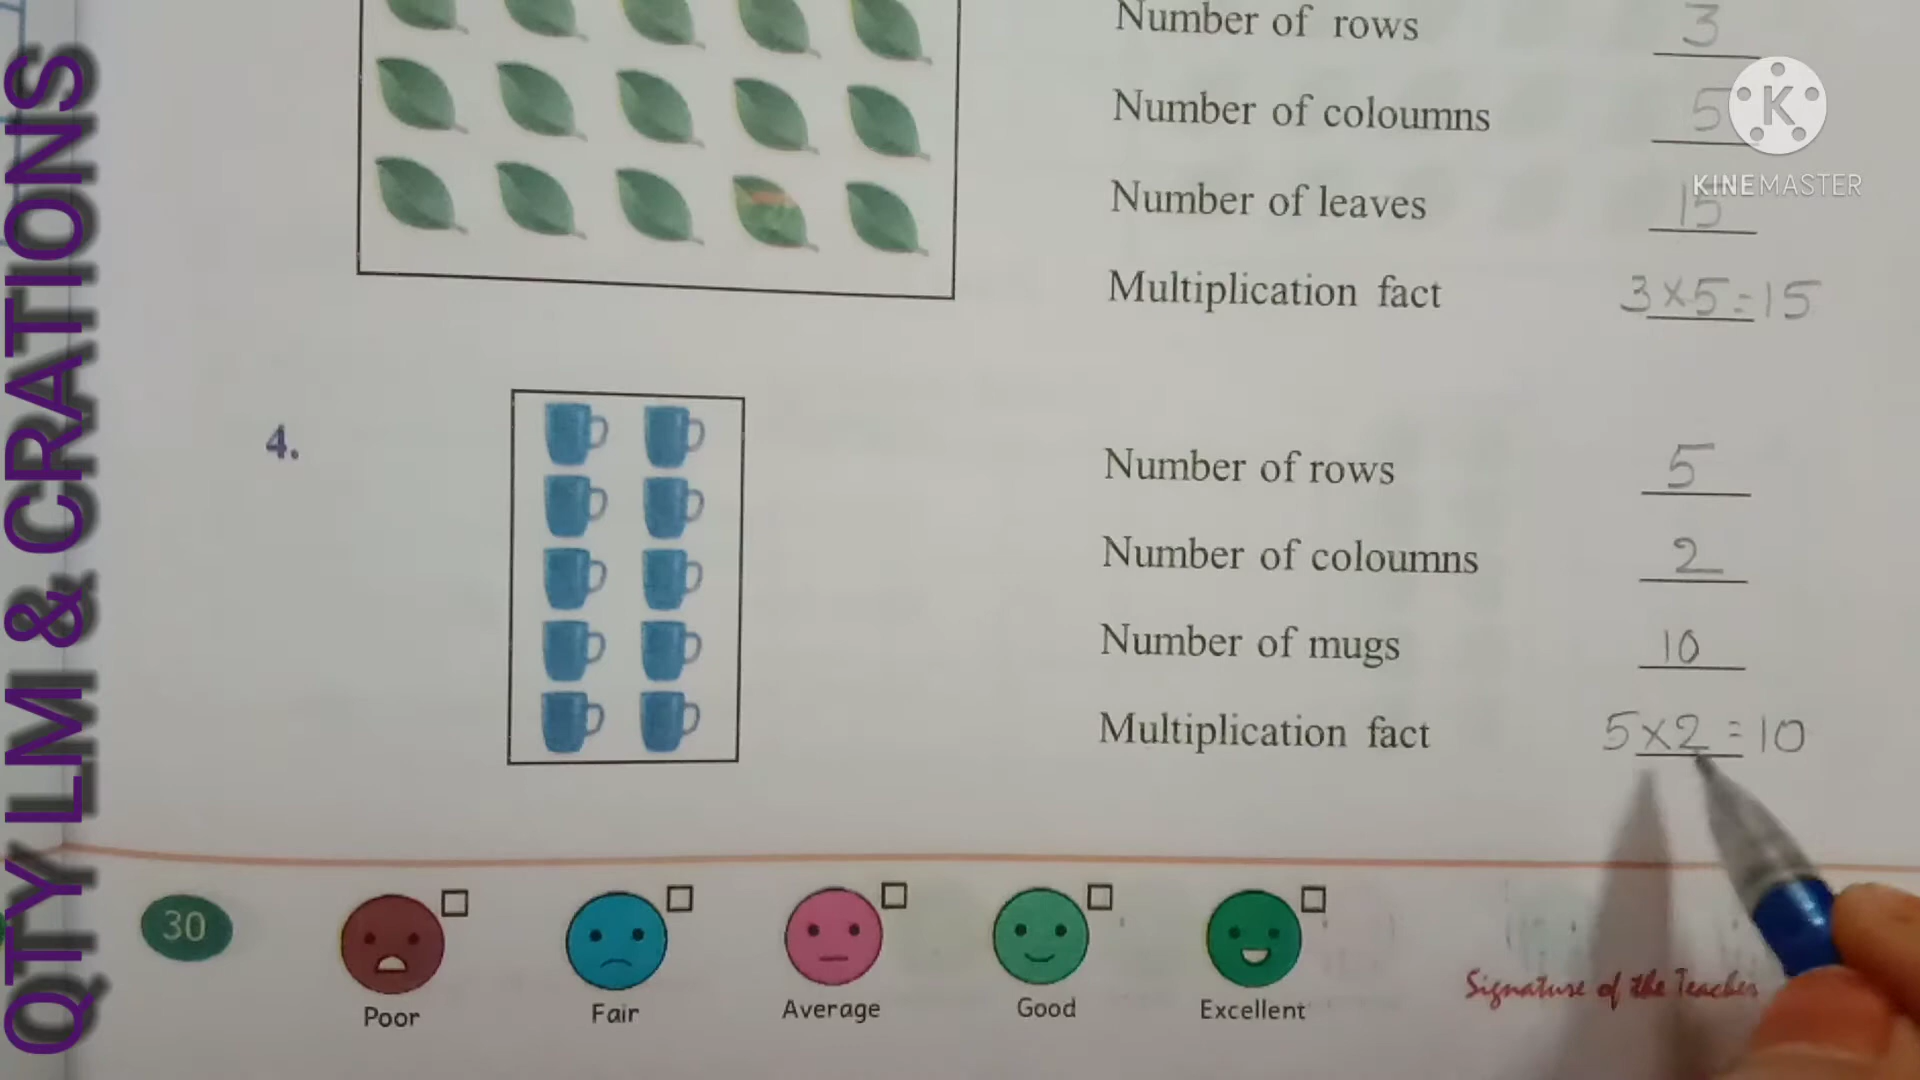 QTY LM & CRATIONS
Number of rows 3
Number of coloumns 5
K
KINEMASTER
Number of leaves 15
Multiplication fact 3×5=15
4.
Number of rows 5
Number of coloumns 2
Number of mugs 10
Multiplication fact 5×2=10
30
Poor
Fair
Average
Good
Excellent
Signature of the Teacher